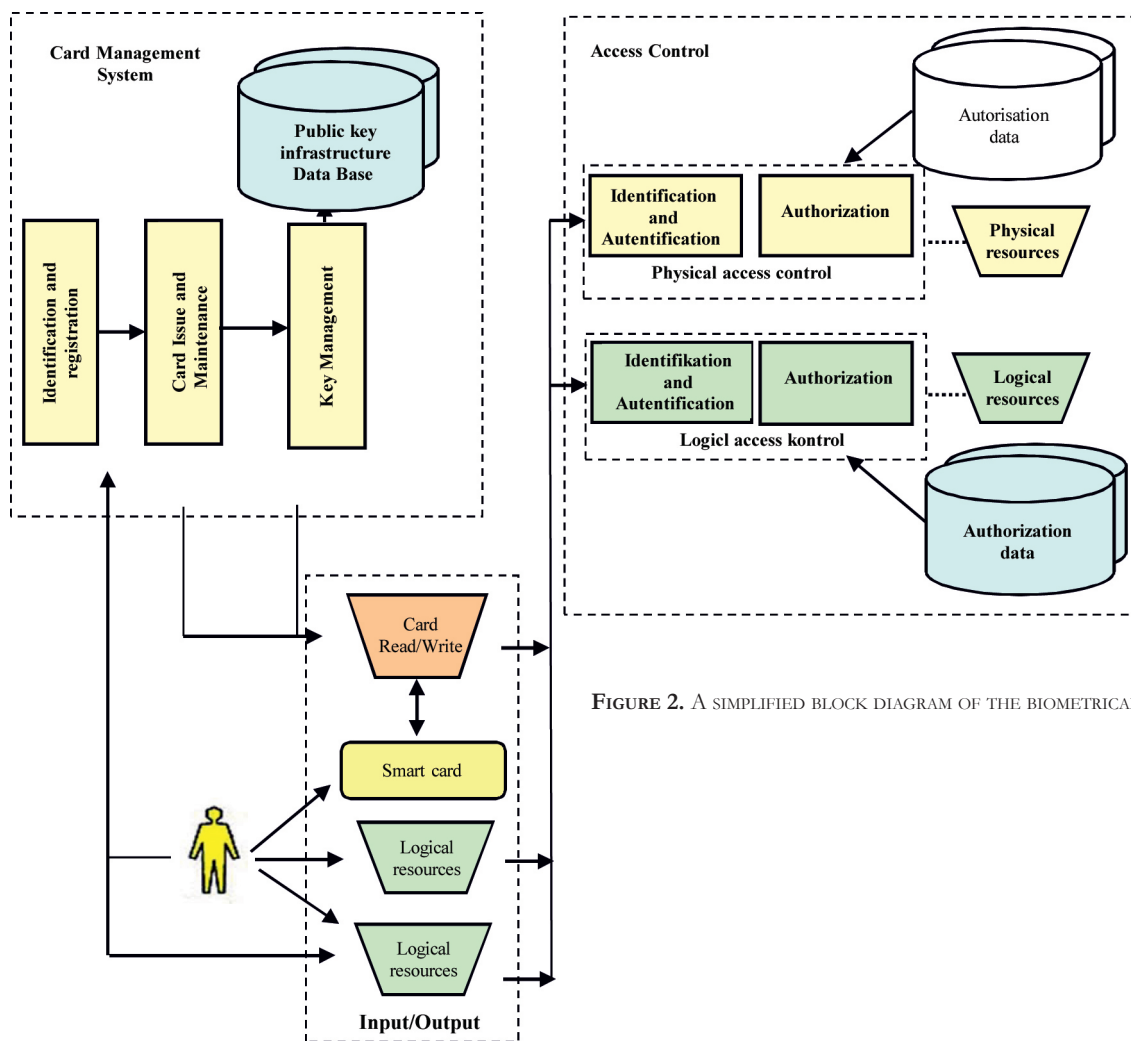 Card Management
System
Public key
infrastructure
Data Base
Identification and
registration
Card Issue and
Maintenance
Key Management
Access Control
Autorisation
data
Identification
and
Autentification
Authorization
Physical access control
Physical
resources
Identifikation
and
Autentification
Authorization
Logicl access kontrol
Logical
resources
Authorization
data
Card
Read/Write
Smart card
Logical
resources
Logical
resources
Input/Output
FIGURE 2. A SIMPLIFIED BLOCK DIAGRAM OF THE BIOMETRICA